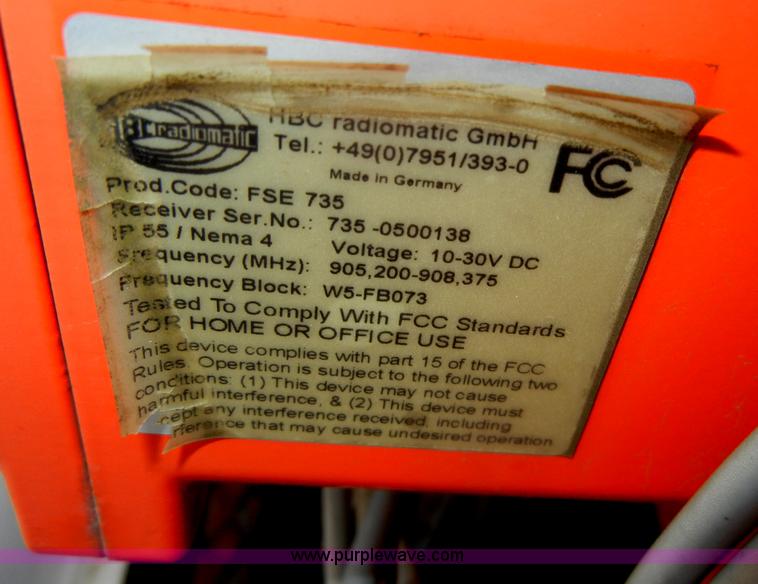 HBC radiomatic
HBC radiomatic GmbH
Tel.: +49(0)7951/393-0
Made in Germany
FC
Prod.Code: FSE 735
Receiver Ser.No.: 735 -0500138
IP 55 / Nema 4 Voltage: 10-30V DC
Frequency (MHz): 905,200-908,375
Frequency Block: W5-FB073
Tested To Comply With FCC Standards
FOR HOME OR OFFICE USE
This device complies with part 15 of the FCC
Rules. Operation is subject to the following two
conditions: (1) This device may not cause
harmful interference, & (2) This device must
cept any interference received, including
rference that may cause undesired operation
www.purplewave.com